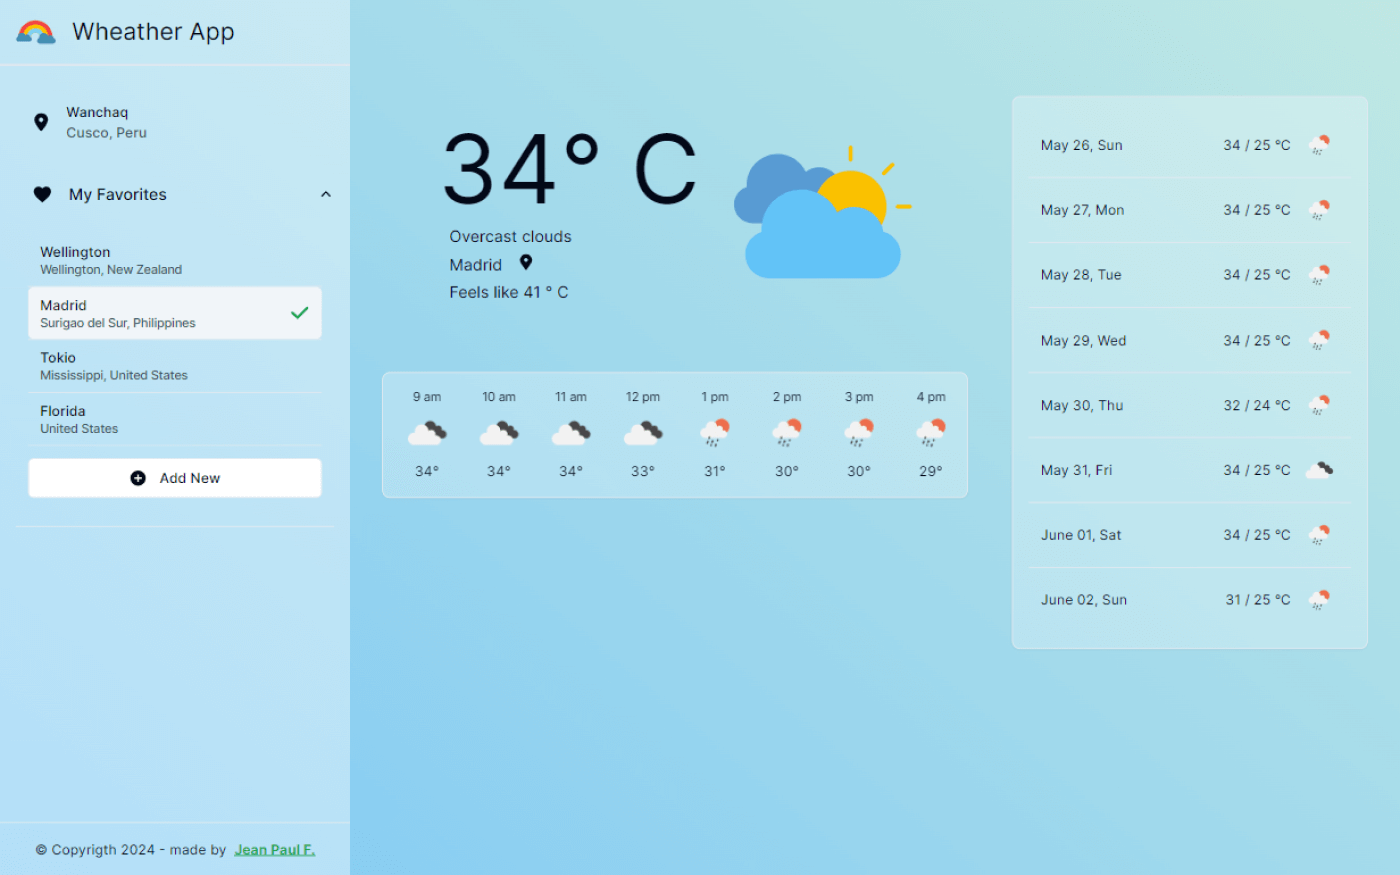 Wheather App
Wanchaq
Cusco, Peru
My Favorites
Wellington
Wellington, New Zealand
Madrid
Surigao del Sur, Philippines
Tokio
Mississippi, United States
Florida
United States
Add New
© Copyrigth 2024 - made by Jean Paul F.
34° C
Overcast clouds
Madrid
Feels like 41 ° C
9 am 10 am 11 am 12 pm 1 pm 2 pm 3 pm 4 pm
34° 34° 34° 33° 31° 30° 30° 29°
May 26, Sun 34 / 25 °C
May 27, Mon 34 / 25 °C
May 28, Tue 34 / 25 °C
May 29, Wed 34 / 25 °C
May 30, Thu 32 / 24 °C
May 31, Fri 34 / 25 °C
June 01, Sat 34 / 25 °C
June 02, Sun 31 / 25 °C